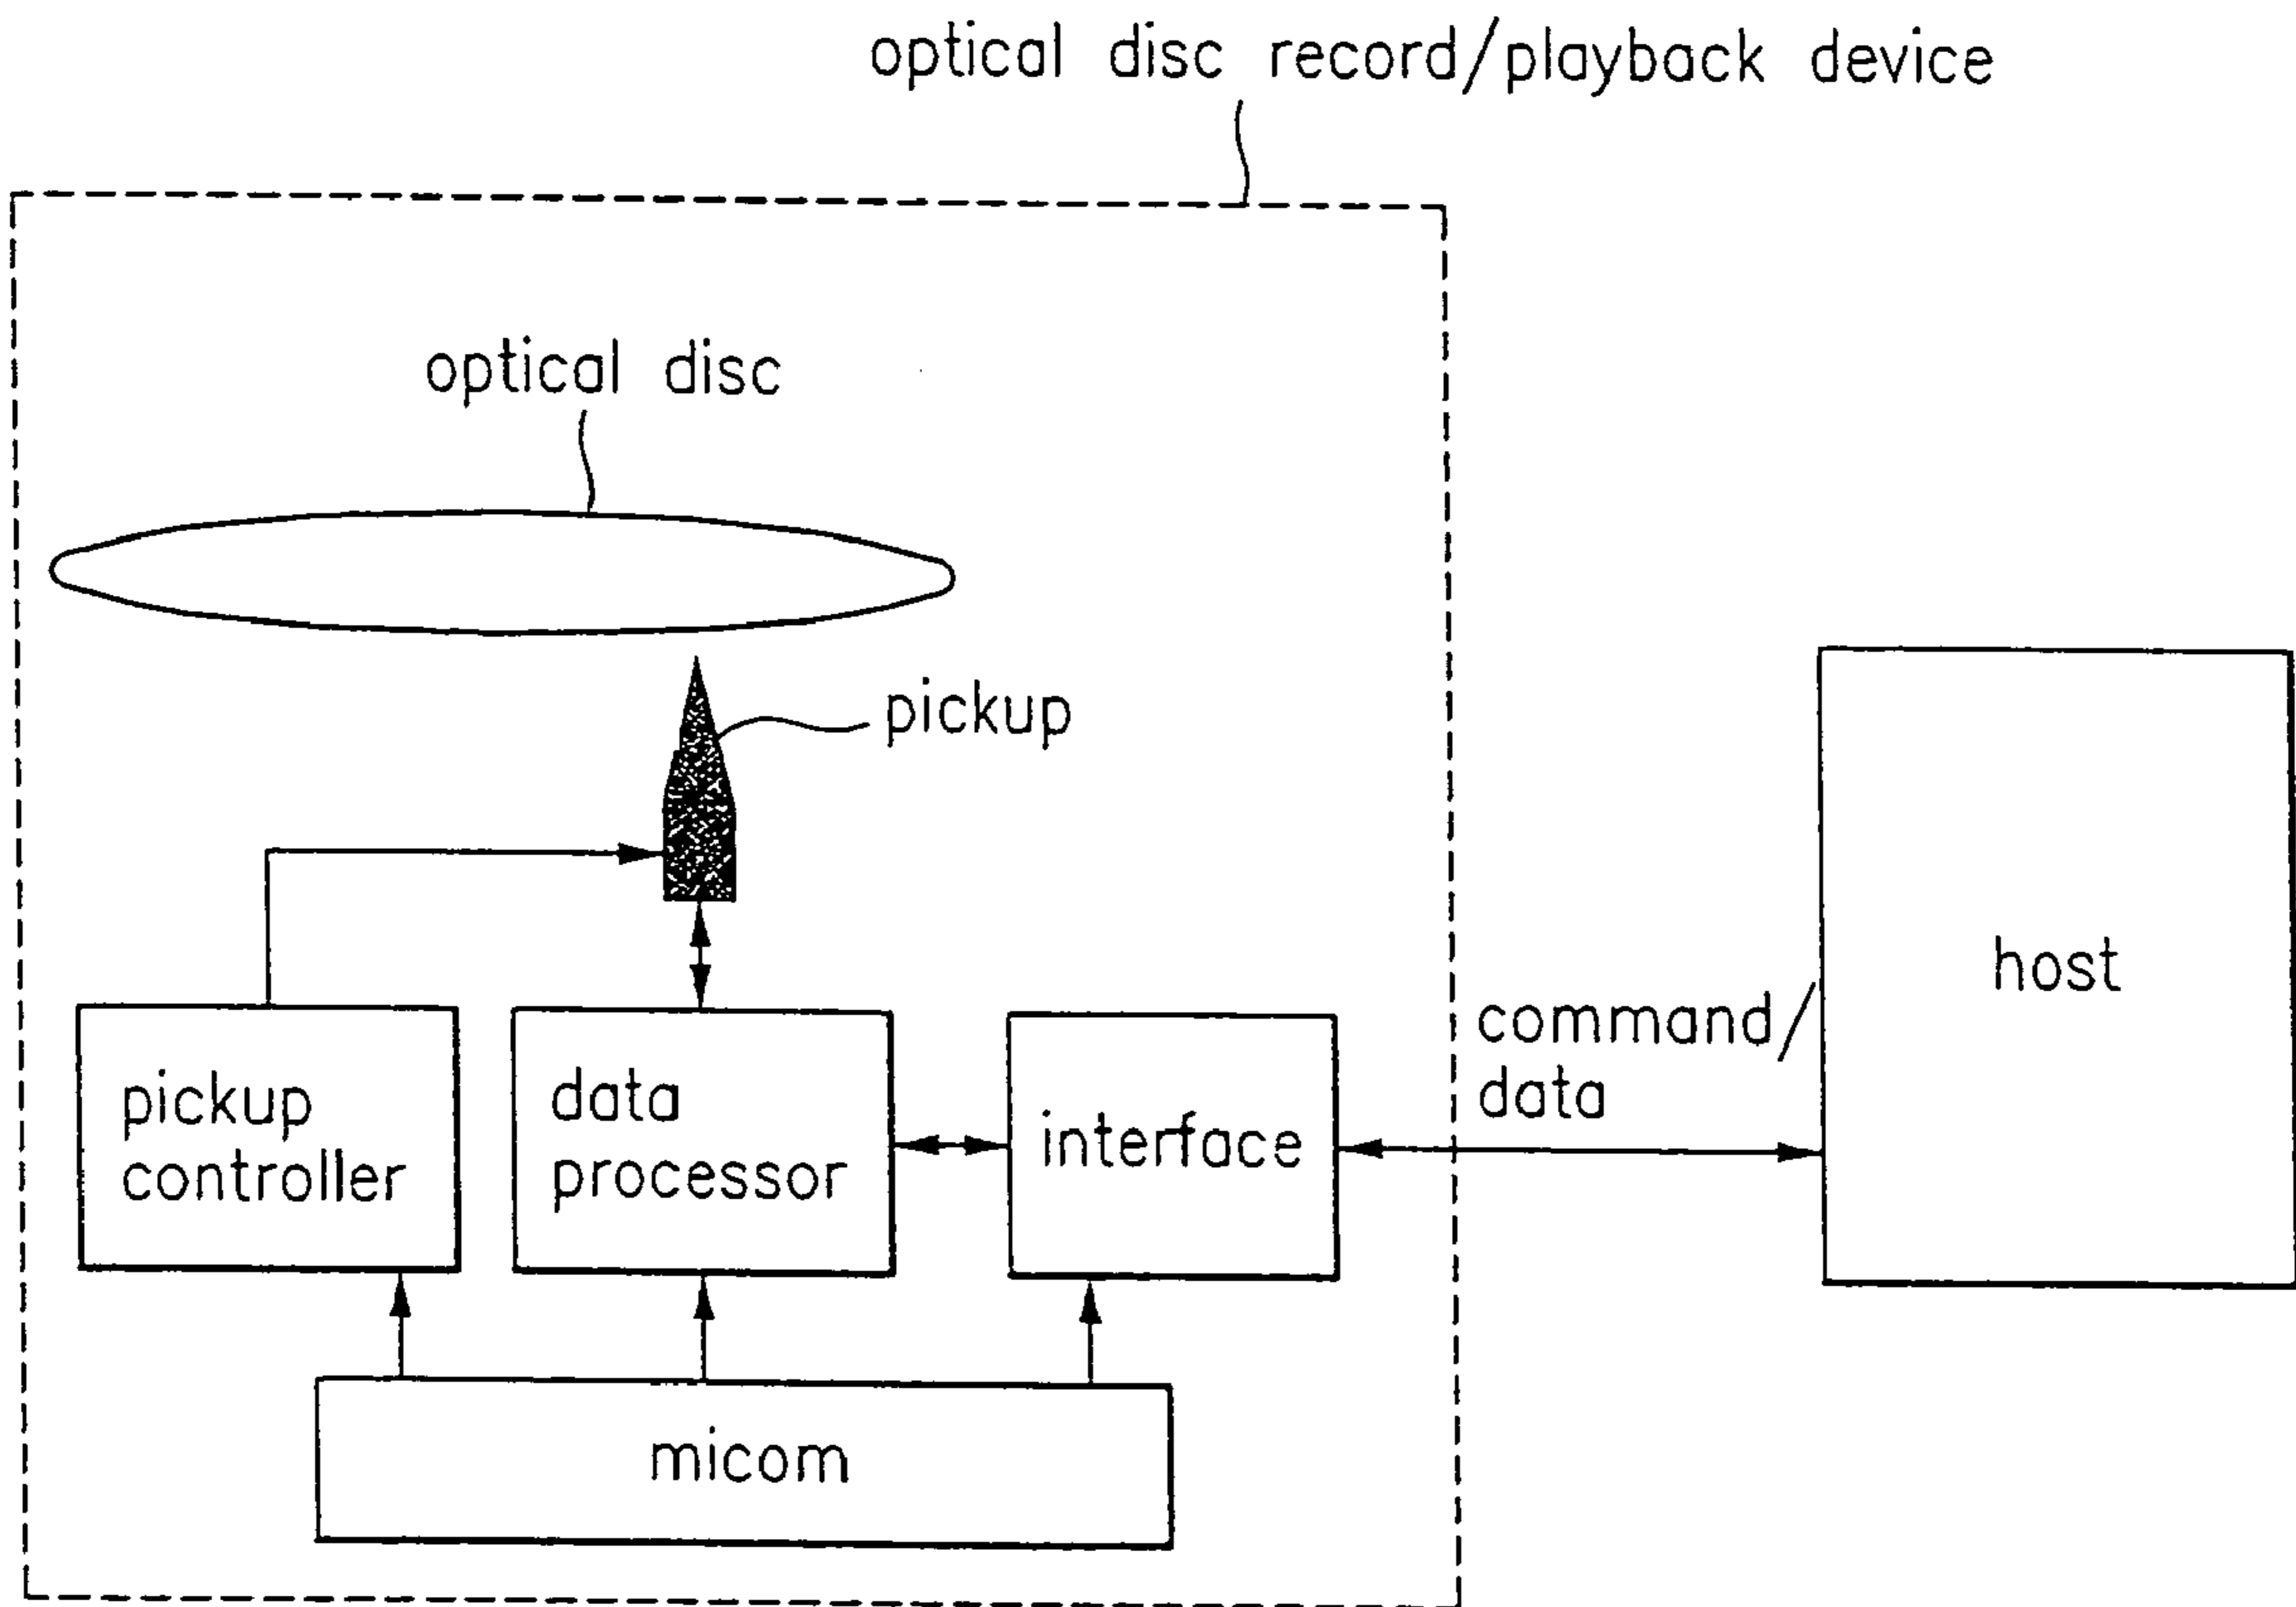 optical disc record/playback device
optical disc
pickup
host
command/
data
pickup
controller
data
processor
interface
micom